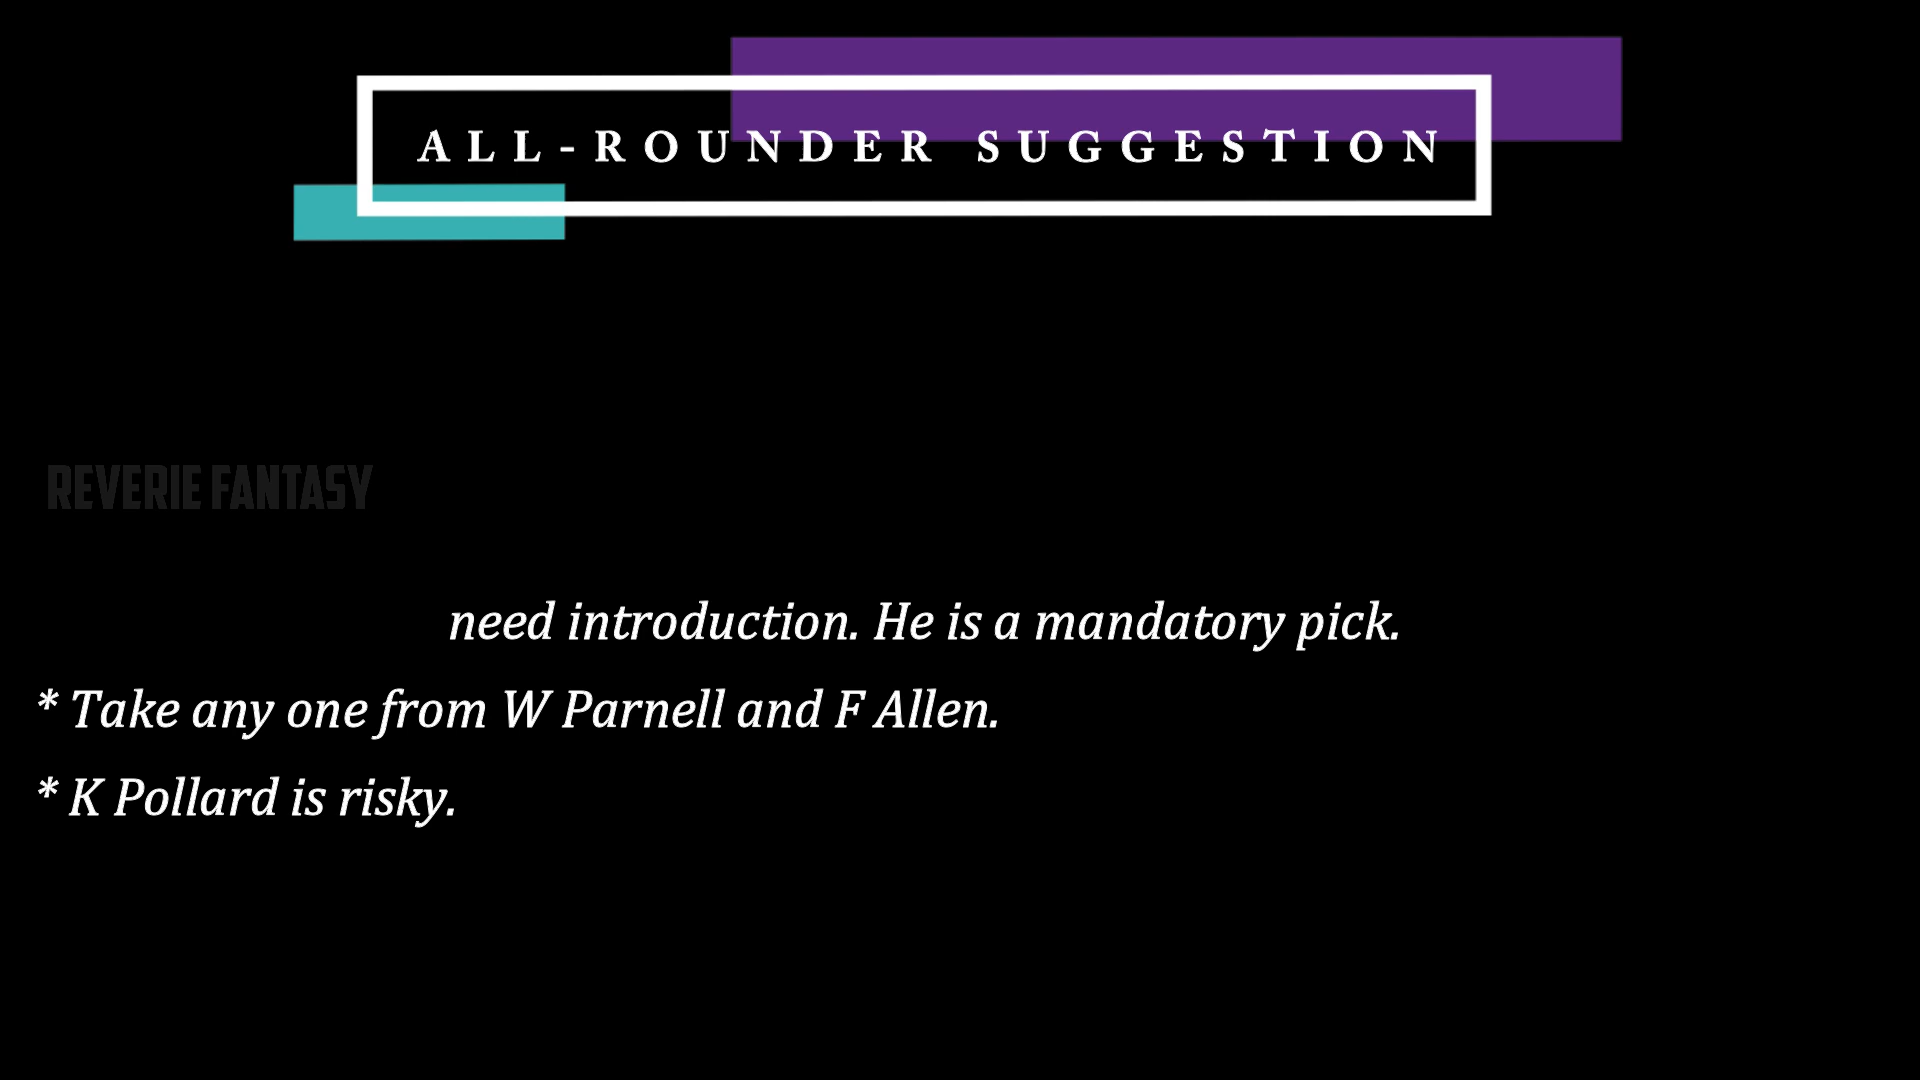 ALL-ROUNDER SUGGESTION
REVERIE FANTASY
need introduction. He is a mandatory pick.
* Take any one from W Parnell and F Allen.
* K Pollard is risky.